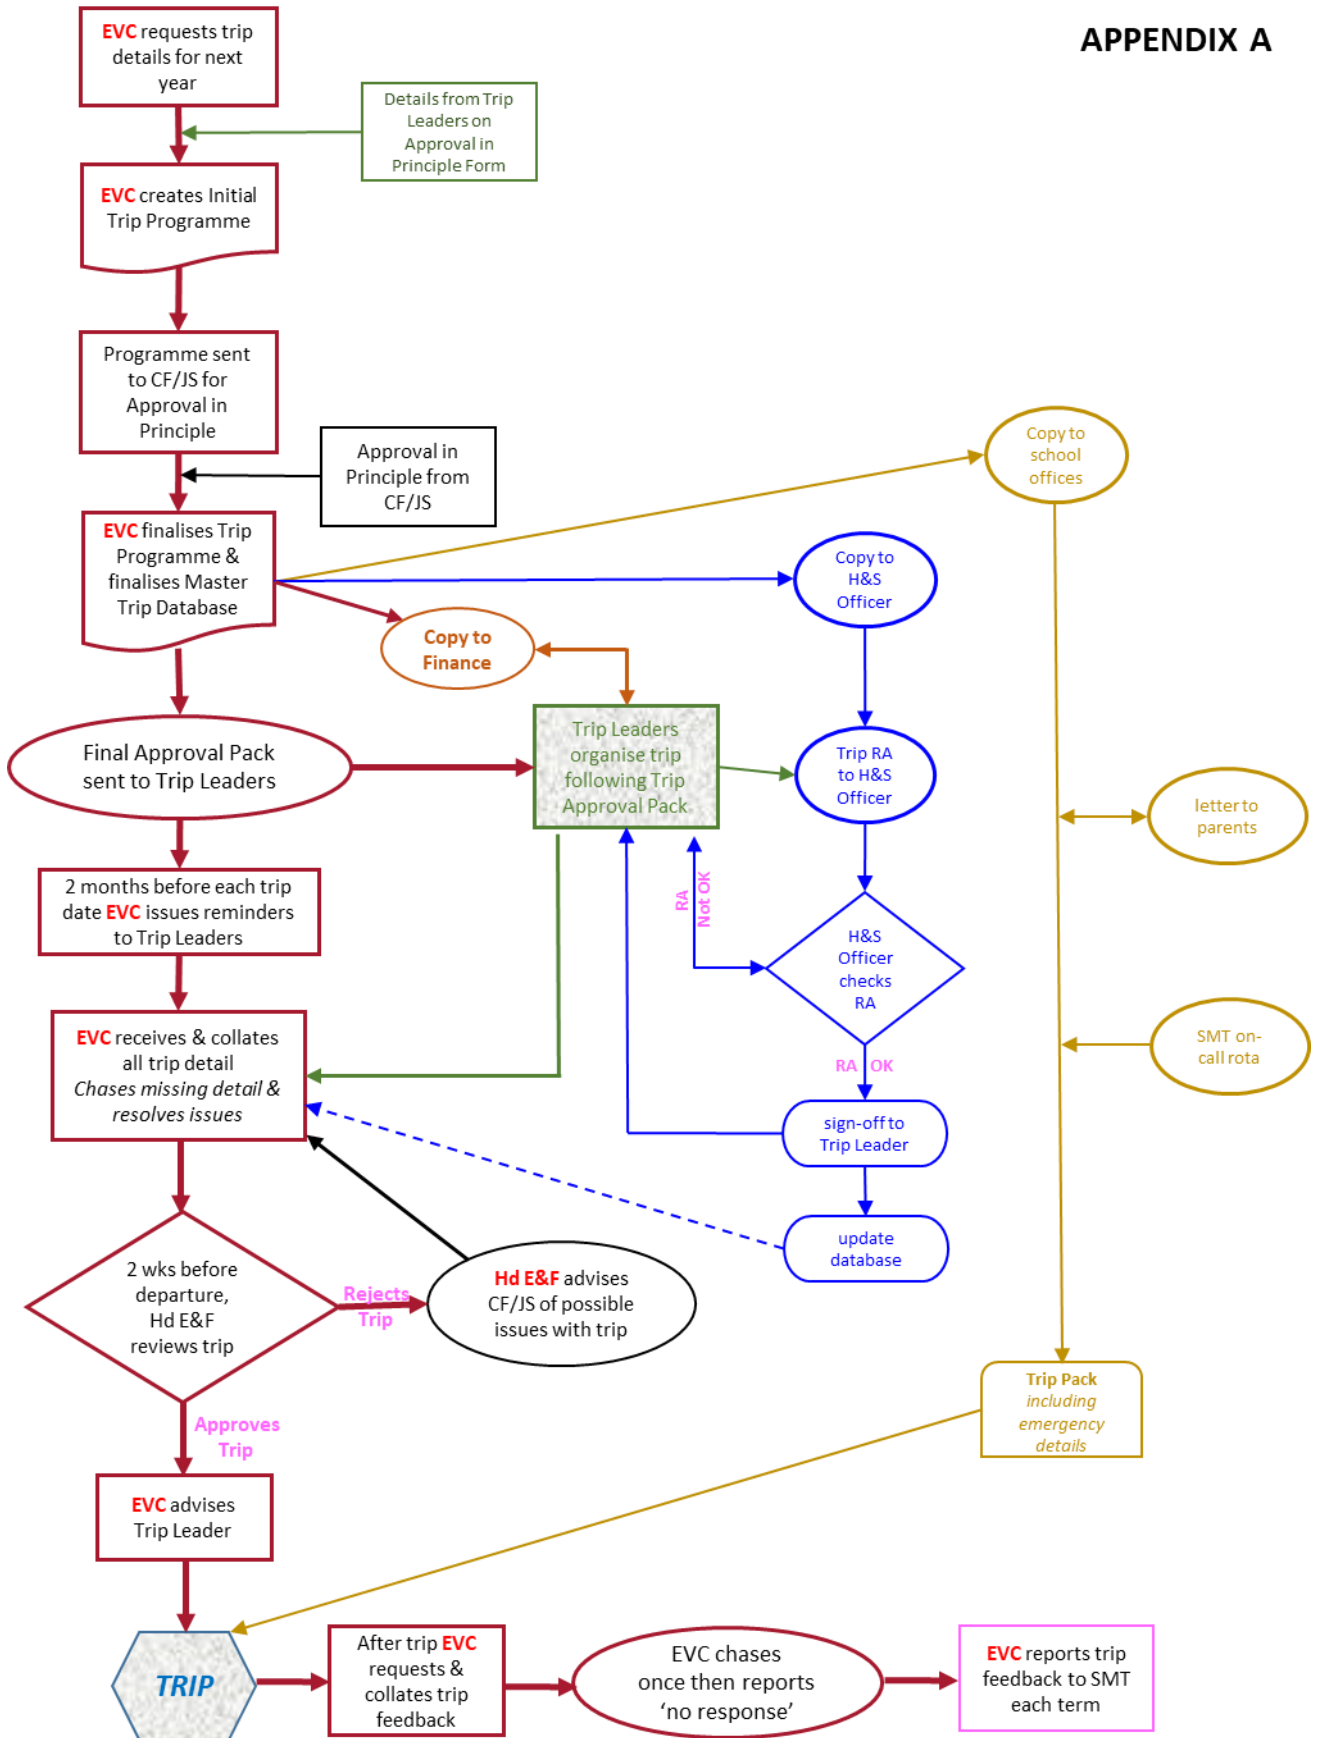 APPENDIX A
EVC requests trip
details for next
year
Details from Trip
Leaders on
Approval in
Principle Form
EVC creates Initial
Trip Programme
Programme sent
to CF/JS for
Approval in
Principle
Approval in
Principle from
CF/JS
Copy to
school
offices
EVC finalises Trip
Programme &
finalises Master
Trip Database
Copy to
H&S
Officer
Copy to
Finance
Final Approval Pack
sent to Trip Leaders
Trip Leaders
organise trip
following Trip
Approval Pack
Trip RA
to H&S
Officer
letter to
parents
2 months before each trip
date EVC issues reminders
to Trip Leaders
RA
Not OK
H&S
Officer
checks
RA
EVC receives & collates
all trip detail
Chases missing detail &
resolves issues
SMT on-
call rota
RA OK
sign-off to
Trip Leader
update
database
2 wks before
departure,
Hd E&F
reviews trip
Rejects
Trip
Hd E&F advises
CF/JS of possible
issues with trip
Trip Pack
including
emergency
details
Approves
Trip
EVC advises
Trip Leader
TRIP
After trip EVC
requests &
collates trip
feedback
EVC chases
once then reports
‘no response’
EVC reports trip
feedback to SMT
each term